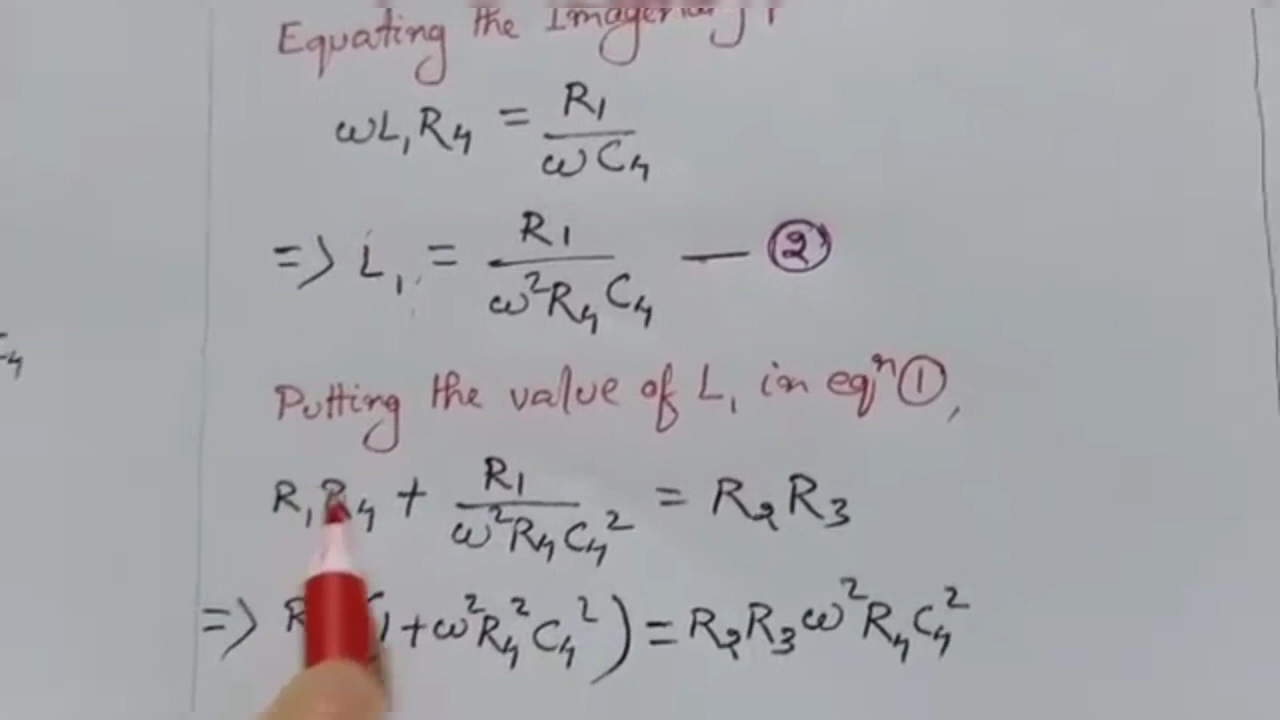 Equating the
ωL₁R₄ = R₁/ωC₄
=> L₁ = R₁/ω²R₄C₄ — ②
Putting the value of L₁ in eqⁿ ①,
R₁R₄ + R₁/ω²R₄C₄² = R₂R₃
=> R (1 + ω²R₄²C₄²) = R₂R₃ω²R₄C₄²